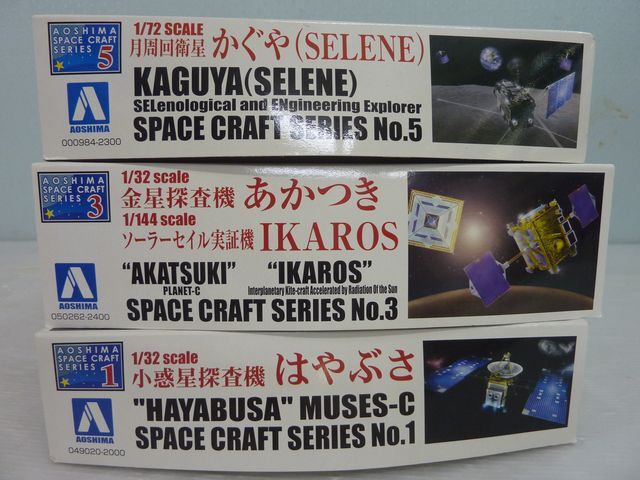 AOSHIMA
SPACE CRAFT
SERIES 5
1/72 SCALE
月周回衛星 かぐや(SELENE)
KAGUYA(SELENE)
SELenological and ENgineering Explorer
SPACE CRAFT SERIES No.5
AOSHIMA
000984-2300
AOSHIMA
SPACE CRAFT
SERIES 3
1/32 scale
金星探査機 あかつき
1/144 scale
ソーラーセイル実証機 IKAROS
"AKATSUKI" "IKAROS"
PLANET-C Interplanetary Kite-craft Accelerated by Radiation Of the Sun
SPACE CRAFT SERIES No.3
AOSHIMA
050262-2400
AOSHIMA
SPACE CRAFT
SERIES 1
1/32 scale
小惑星探査機 はやぶさ
"HAYABUSA" MUSES-C
SPACE CRAFT SERIES No.1
AOSHIMA
049020-2000